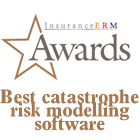 InsuranceERM
Awards
Best catastrophe
risk modelling
software